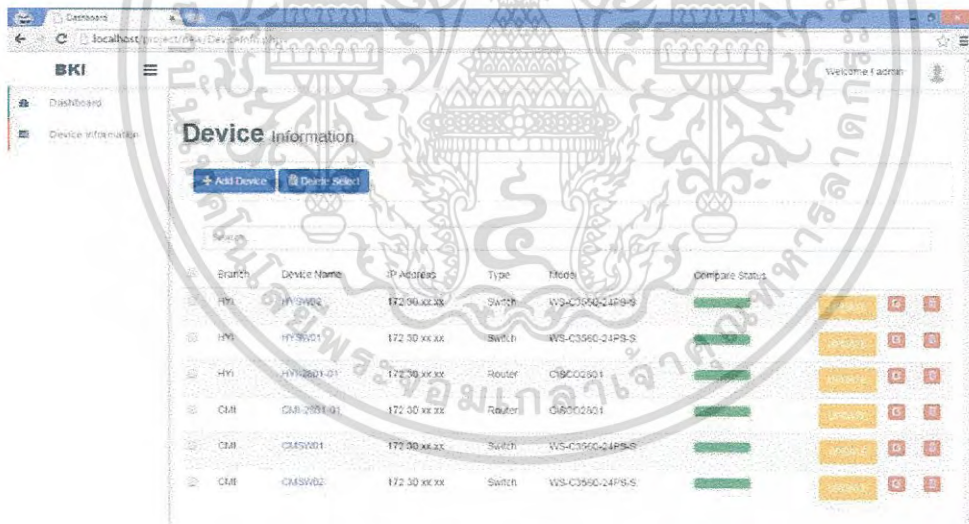 Dashboard
localhost/project/nka/DeviceInfo.php
BKI
Welcome ! admin
Dashboard
Device Information
Device Information
Add Device
Delete Select
Search
Branch Device Name IP Address Type Model Compare Status
HYI HYSW02 172.30.xx.xx Switch WS-C3560-24PS-S UPDATE
HYI HYSW01 172.30.xx.xx Switch WS-C3560-24PS-S UPDATE
HYI HYI-2801-01 172.30.xx.xx Router CISCO2801 UPDATE
CMI CMI-2801-01 172.30.xx.xx Router CISCO2801 UPDATE
CMI CMSW01 172.30.xx.xx Switch WS-C3560-24PS-S UPDATE
CMI CMSW02 172.30.xx.xx Switch WS-C3560-24PS-S UPDATE